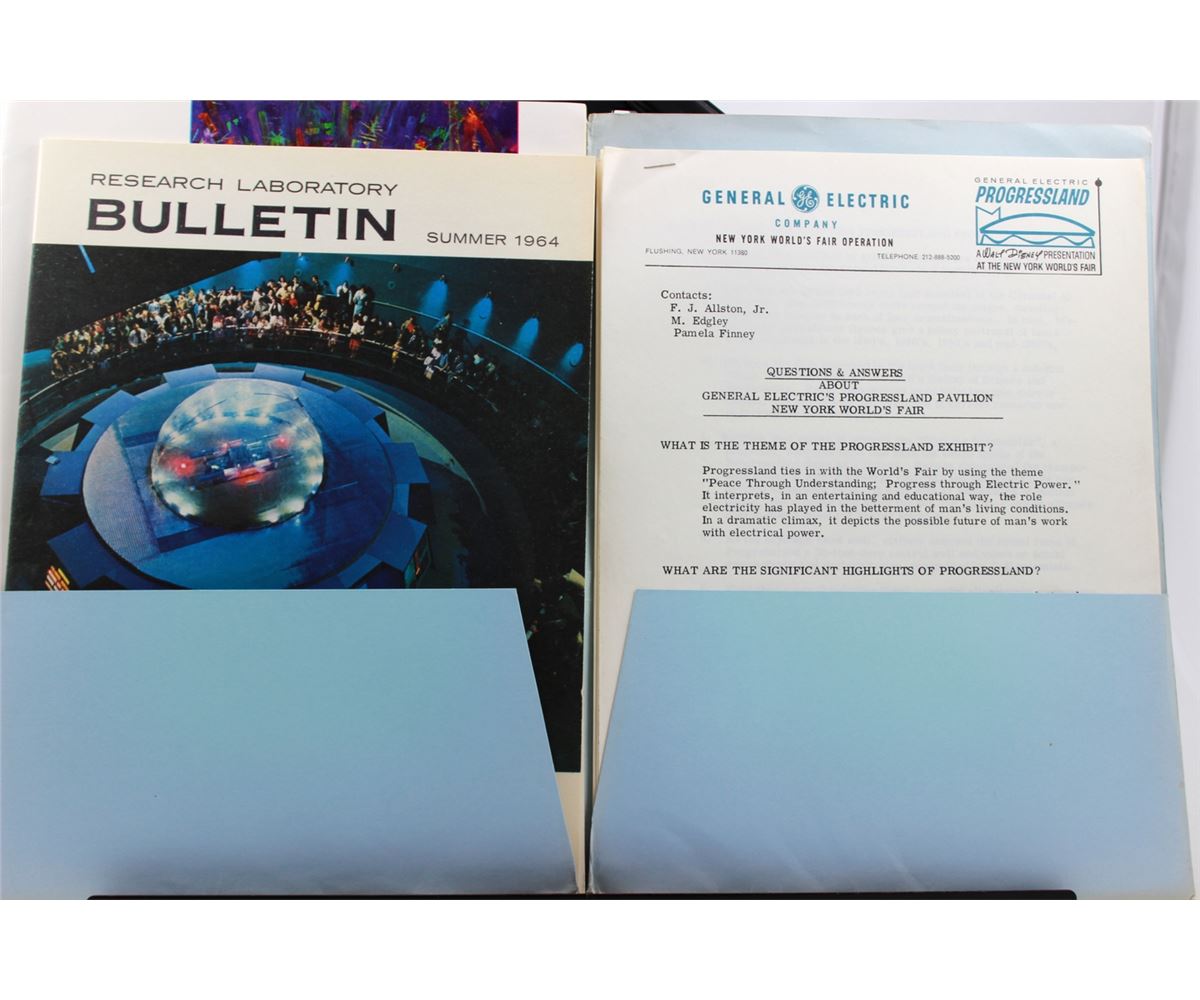 RESEARCH LABORATORY
BULLETIN
SUMMER 1964
GENERAL GE ELECTRIC
COMPANY
NEW YORK WORLD'S FAIR OPERATION
FLUSHING, NEW YORK 11380
TELEPHONE 212-888-5200
GENERAL ELECTRIC
PROGRESSLAND
A Walt Disney PRESENTATION
AT THE NEW YORK WORLD'S FAIR
Contacts:
F. J. Allston, Jr.
M. Edgley
Pamela Finney
QUESTIONS & ANSWERS
ABOUT
GENERAL ELECTRIC'S PROGRESSLAND PAVILION
NEW YORK WORLD'S FAIR
WHAT IS THE THEME OF THE PROGRESSLAND EXHIBIT?
Progressland ties in with the World's Fair by using the theme
"Peace Through Understanding; Progress through Electric Power."
It interprets, in an entertaining and educational way, the role
electricity has played in the betterment of man's living conditions.
In a dramatic climax, it depicts the possible future of man's work
with electrical power.
WHAT ARE THE SIGNIFICANT HIGHLIGHTS OF PROGRESSLAND?